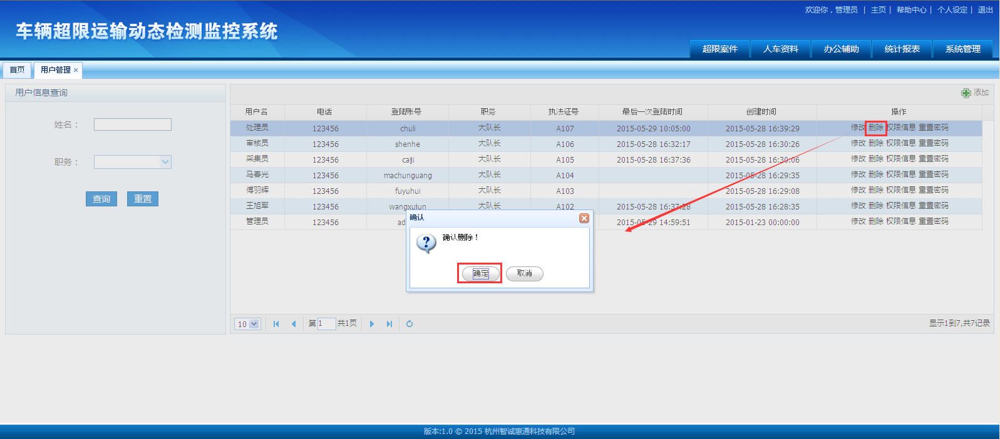 欢迎你，管理员 | 主页 | 帮助中心 | 个人设定 | 退出
车辆超限运输动态检测监控系统
超限案件 人车资料 办公辅助 统计报表 系统管理
首页 用户管理 ×
用户信息查询
姓名：
职务：
查询 重置
添加
用户名 电话 登陆账号 职务 执法证号 最后一次登陆时间 创建时间 操作
处理员 123456 chuli 大队长 A107 2015-05-29 10:05:00 2015-05-28 16:39:29 修改 删除 权限信息 重置密码
审核员 123456 shenhe 大队长 A106 2015-05-28 16:32:17 2015-05-28 16:30:26 修改 删除 权限信息 重置密码
采集员 123456 caiji 大队长 A105 2015-05-28 16:37:36 2015-05-28 16:30:06 修改 删除 权限信息 重置密码
马春光 123456 machunguang 大队长 A104 2015-05-28 16:29:35 修改 删除 权限信息 重置密码
傅羽辉 123456 fuyuhui 大队长 A103 2015-05-28 16:29:08 修改 删除 权限信息 重置密码
王旭军 123456 wangxujun 大队长 A102 2015-05-28 16:37:28 2015-05-28 16:28:35 修改 删除 权限信息 重置密码
管理员 123456 ad 2015-05-29 14:59:51 2015-01-23 00:00:00 修改 删除 权限信息 重置密码
确认
确认删除！
确定 取消
10 第 1 共1页 显示1到7,共7记录
版本:1.0 © 2015 杭州智诚惠通科技有限公司